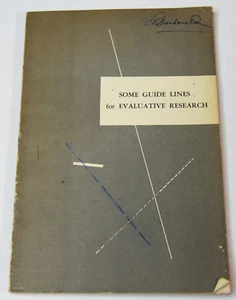 SOME GUIDE LINES
for EVALUATIVE RESEARCH